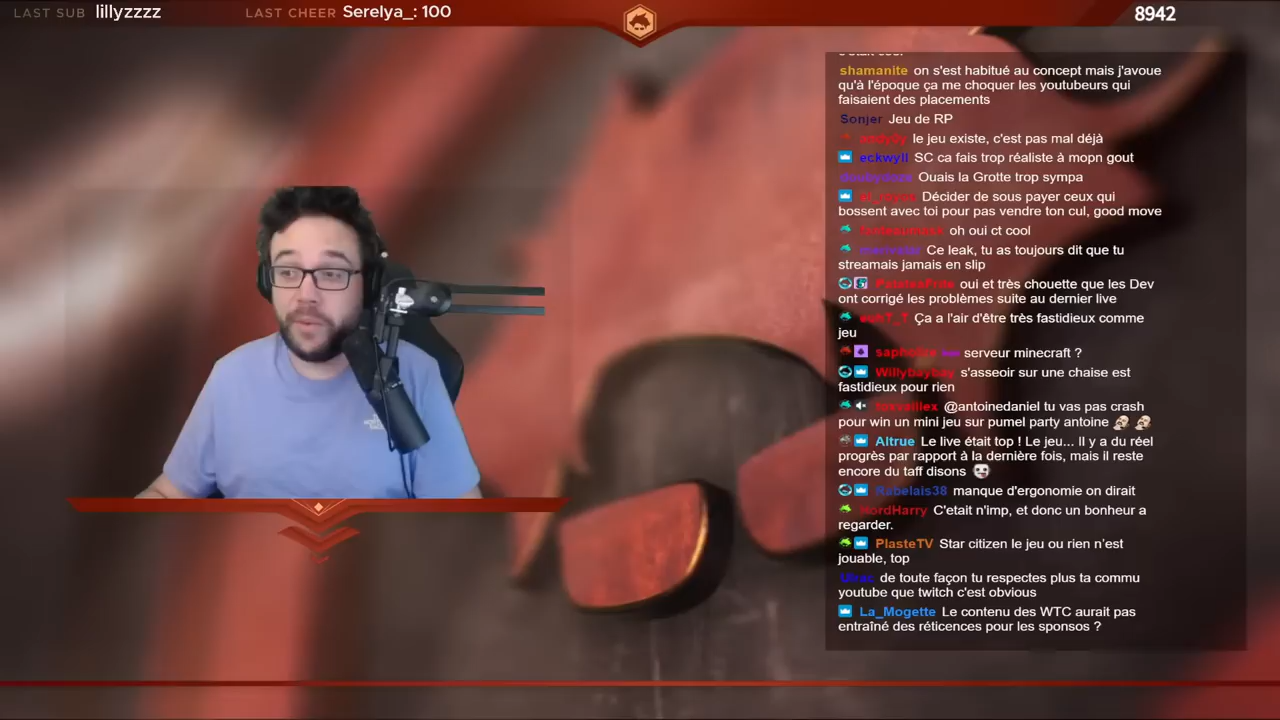 LAST SUB lillyzzzz LAST CHEER Serelya_: 100 8942
shamanite on s'est habitué au concept mais j'avoue
qu'à l'époque ça me choquer les youtubeurs qui
faisaient des placements
Sonjer Jeu de RP
le jeu existe, c'est pas mal déjà
eckwyll SC ca fais trop réaliste à mopn gout
Ouais la Grotte trop sympa
Décider de sous payer ceux qui
bossent avec toi pour pas vendre ton cul, good move
oh oui ct cool
Ce leak, tu as toujours dit que tu
streamais jamais en slip
oui et très chouette que les Dev
ont corrigé les problèmes suite au dernier live
euhT_T Ça a l'air d'être très fastidieux comme
jeu
serveur minecraft ?
Willybaybay s'asseoir sur une chaise est
fastidieux pour rien
@antoinedaniel tu vas pas crash
pour win un mini jeu sur pumel party antoine
Altrue Le live était top ! Le jeu... Il y a du réel
progrès par rapport à la dernière fois, mais il reste
encore du taff disons
Rabelais38 manque d'ergonomie on dirait
NordHarry C'etait n'imp, et donc un bonheur a
regarder.
PlasteTV Star citizen le jeu ou rien n'est
jouable, top
de toute façon tu respectes plus ta commu
youtube que twitch c'est obvious
La_Mogette Le contenu des WTC aurait pas
entraîné des réticences pour les sponsos ?